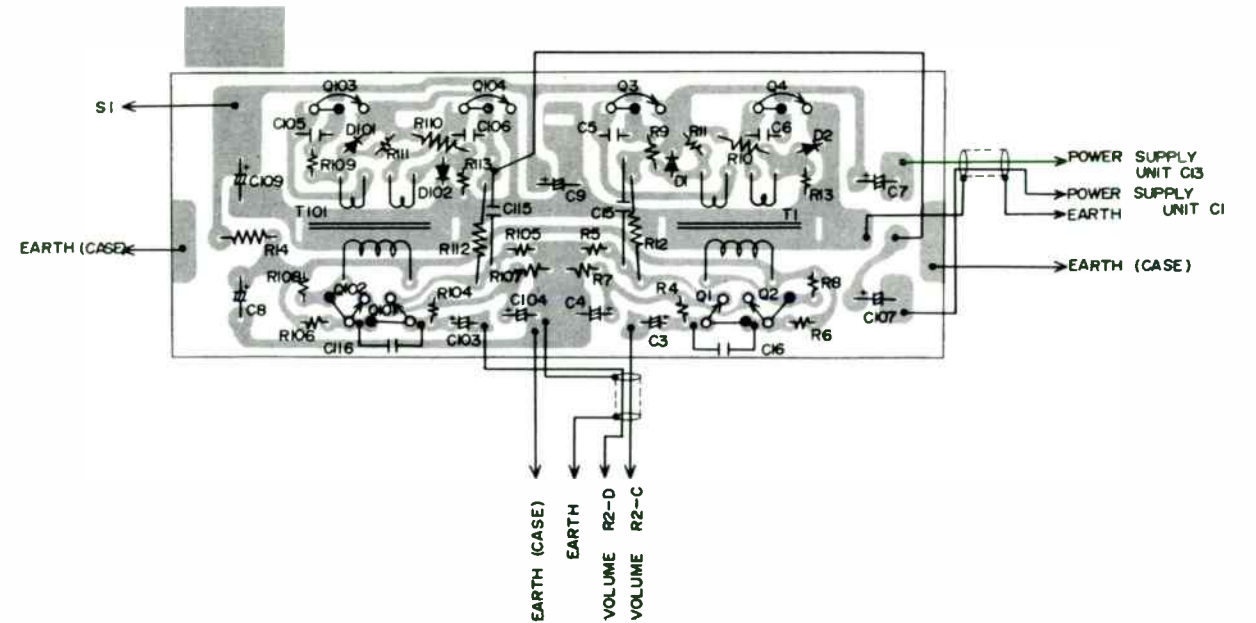 Q103
Q104
Q3
Q4
S1
C105
D101
R110
C106
C5
R9
R11
C6
D2
R109
R111
R113
R10
C109
D102
C9
D1
R13
C7
POWER SUPPLY
UNIT C13
POWER SUPPLY
UNIT C1
EARTH
T101
C115
C15
T1
EARTH (CASE)
R14
R112
R105
R5
R12
EARTH (CASE)
R108
R107
R7
R8
Q102
R104
C104
C4
R4
Q1
Q2
C8
Q101
C107
R106
C116
C103
C3
C16
R6
EARTH (CASE)
EARTH
VOLUME R2-D
VOLUME R2-C